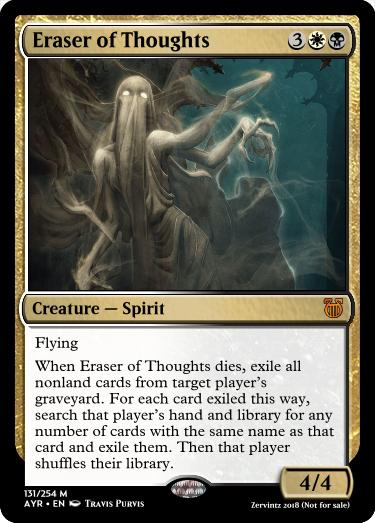 Eraser of Thoughts 3
Creature — Spirit
Flying
When Eraser of Thoughts dies, exile all
nonland cards from target player's
graveyard. For each card exiled this way,
search that player's hand and library for any
number of cards with the same name as that
card and exile them. Then that player
shuffles their library.
4/4
131/254 M
AYR • EN Travis Purvis
Zervintz 2018 (Not for sale)